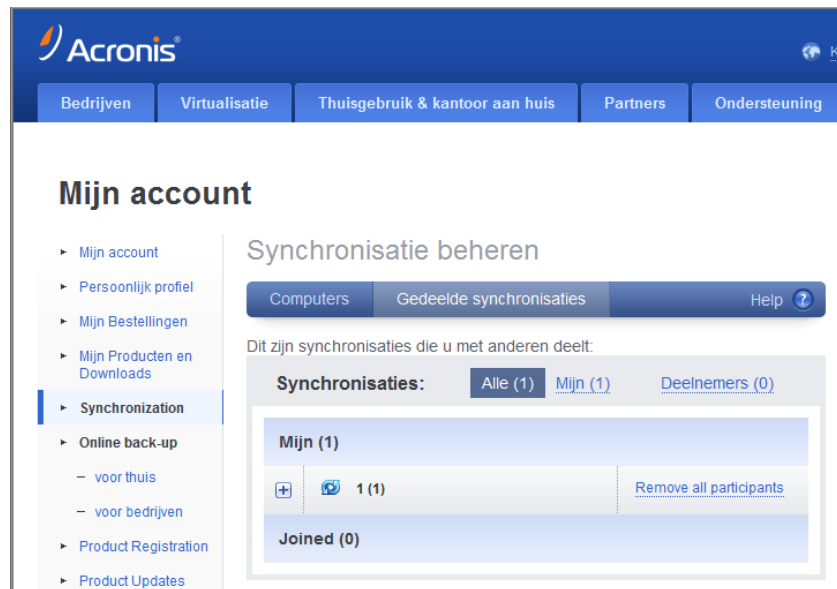 Acronis®
K
Bedrijven
Virtualisatie
Thuisgebruik & kantoor aan huis
Partners
Ondersteuning
Mijn account
Mijn account
Persoonlijk profiel
Mijn Bestellingen
Mijn Producten en
Downloads
Synchronization
Online back-up
– voor thuis
– voor bedrijven
Product Registration
Product Updates
Synchronisatie beheren
Computers
Gedeelde synchronisaties
Help ?
Dit zijn synchronisaties die u met anderen deelt:
Synchronisaties: Alle (1) Mijn (1) Deelnemers (0)
Mijn (1)
1 (1) Remove all participants
Joined (0)